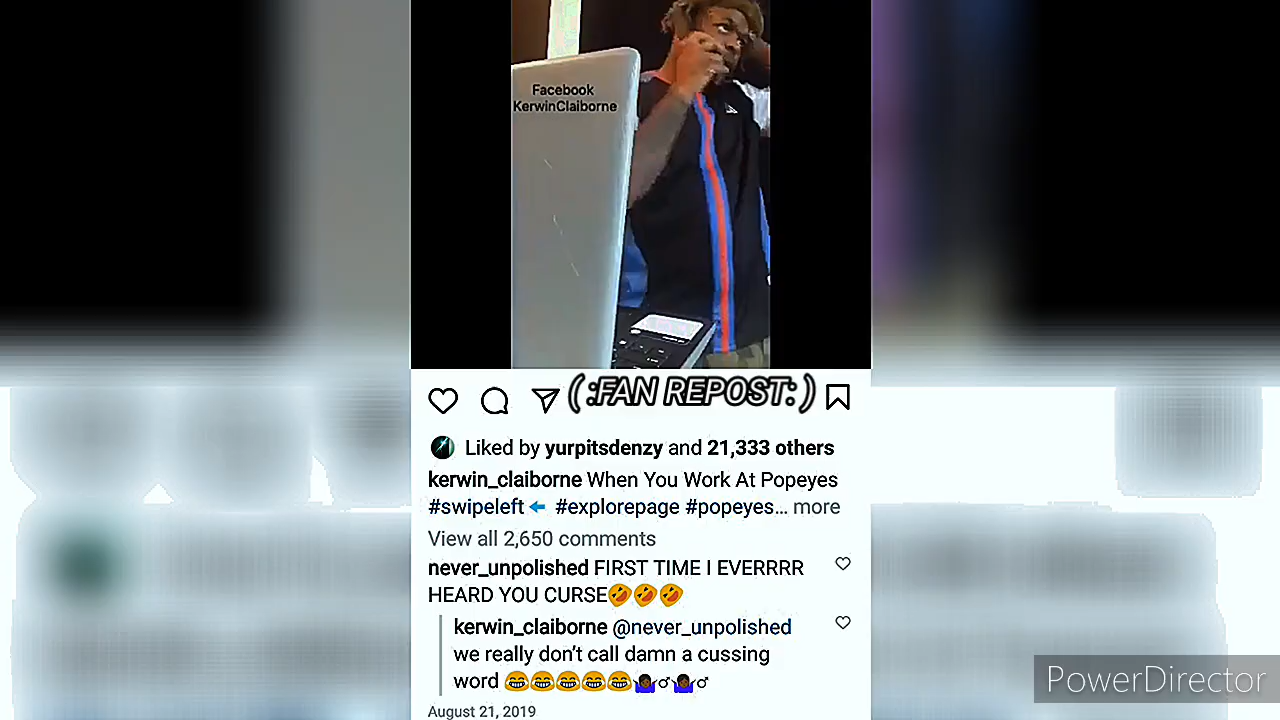 Facebook
KerwinClaiborne
( :FAN REPOST: )
Liked by yurpitsdenzy and 21,333 others
kerwin_claiborne When You Work At Popeyes
#swipeleft⬅ #explorepage #popeyes... more
View all 2,650 comments
never_unpolished FIRST TIME I EVERRRR
HEARD YOU CURSE🤣🤣🤣
kerwin_claiborne @never_unpolished
we really don't call damn a cussing
word 😂😂😂😂😂🤷🏿♂🤷🏿♂
August 21, 2019
PowerDirector